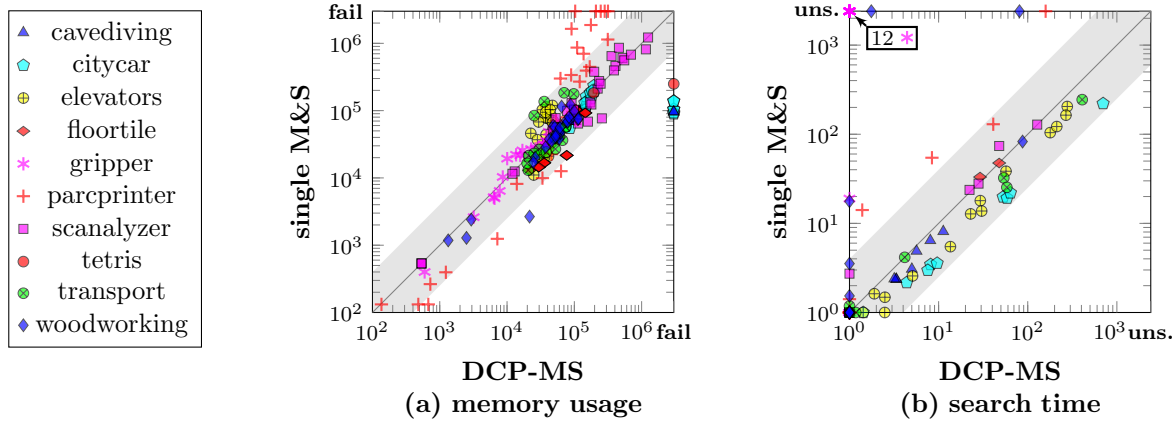 cavediving
citycar
elevators
floortile
gripper
parcprinter
scanalyzer
tetris
transport
woodworking
fail
10^6
10^5
10^4
10^3
10^2
single M&S
10^2 10^3 10^4 10^5 10^6 fail
DCP-MS
(a) memory usage
uns.
10^3
10^2
10^1
10^0
single M&S
12
10^0 10^1 10^2 10^3 uns.
DCP-MS
(b) search time